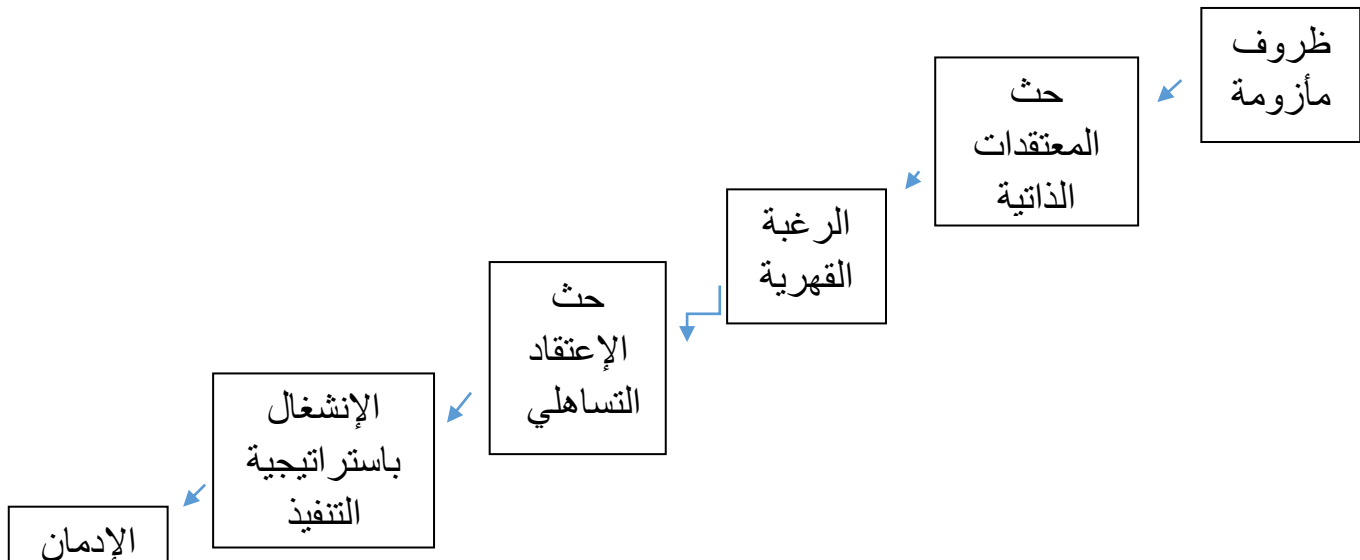 ظروف
مأزومة
حث
المعتقدات
الذاتية
الرغبة
القهرية
حث
الإعتقاد
التساهلي
الإنشغال
باستراتيجية
التنفيذ
الإدمان